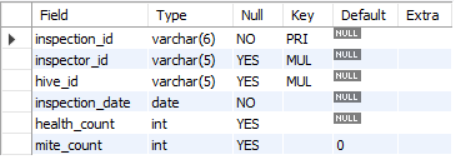 Field Type Null Key Default Extra
inspection_id varchar(6) NO PRI NULL
inspector_id varchar(5) YES MUL NULL
hive_id varchar(5) YES MUL NULL
inspection_date date NO NULL
health_count int YES NULL
mite_count int YES 0